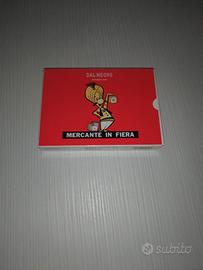 DAL NEGRO
MERCANTE IN FIERA
subito